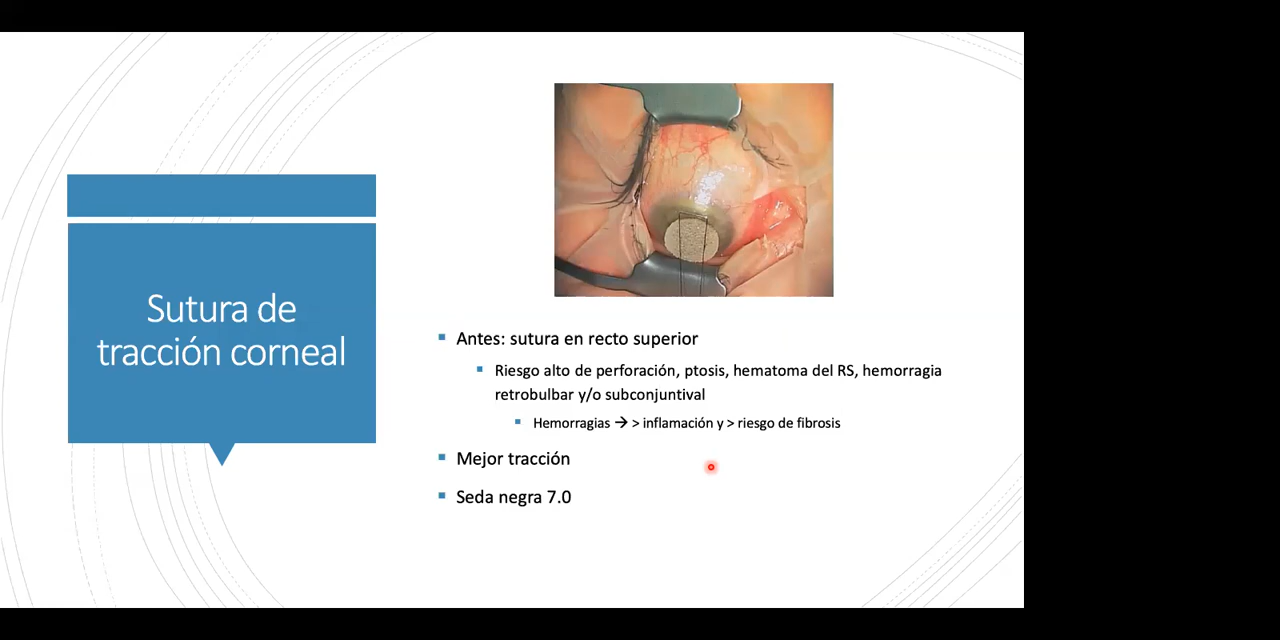 Sutura de
tracción corneal
Antes: sutura en recto superior
Riesgo alto de perforación, ptosis, hematoma del RS, hemorragia
retrobulbar y/o subconjuntival
Hemorragias → > inflamación y > riesgo de fibrosis
Mejor tracción
Seda negra 7.0